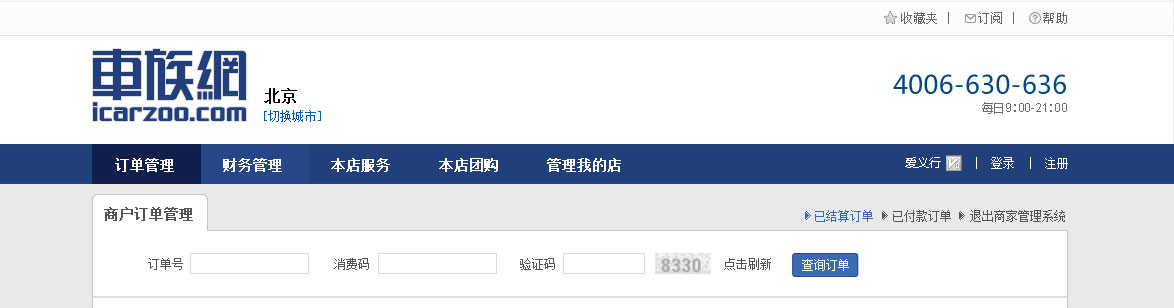 收藏夹 | 订阅 | 帮助
車族網
icarzoo.com
北京
[切换城市]
4006-630-636
每日9:00-21:00
订单管理 财务管理 本店服务 本店团购 管理我的店 爱义行 | 登录 | 注册
商户订单管理
已结算订单 已付款订单 退出商家管理系统
订单号 消费码 验证码 8330 点击刷新 查询订单